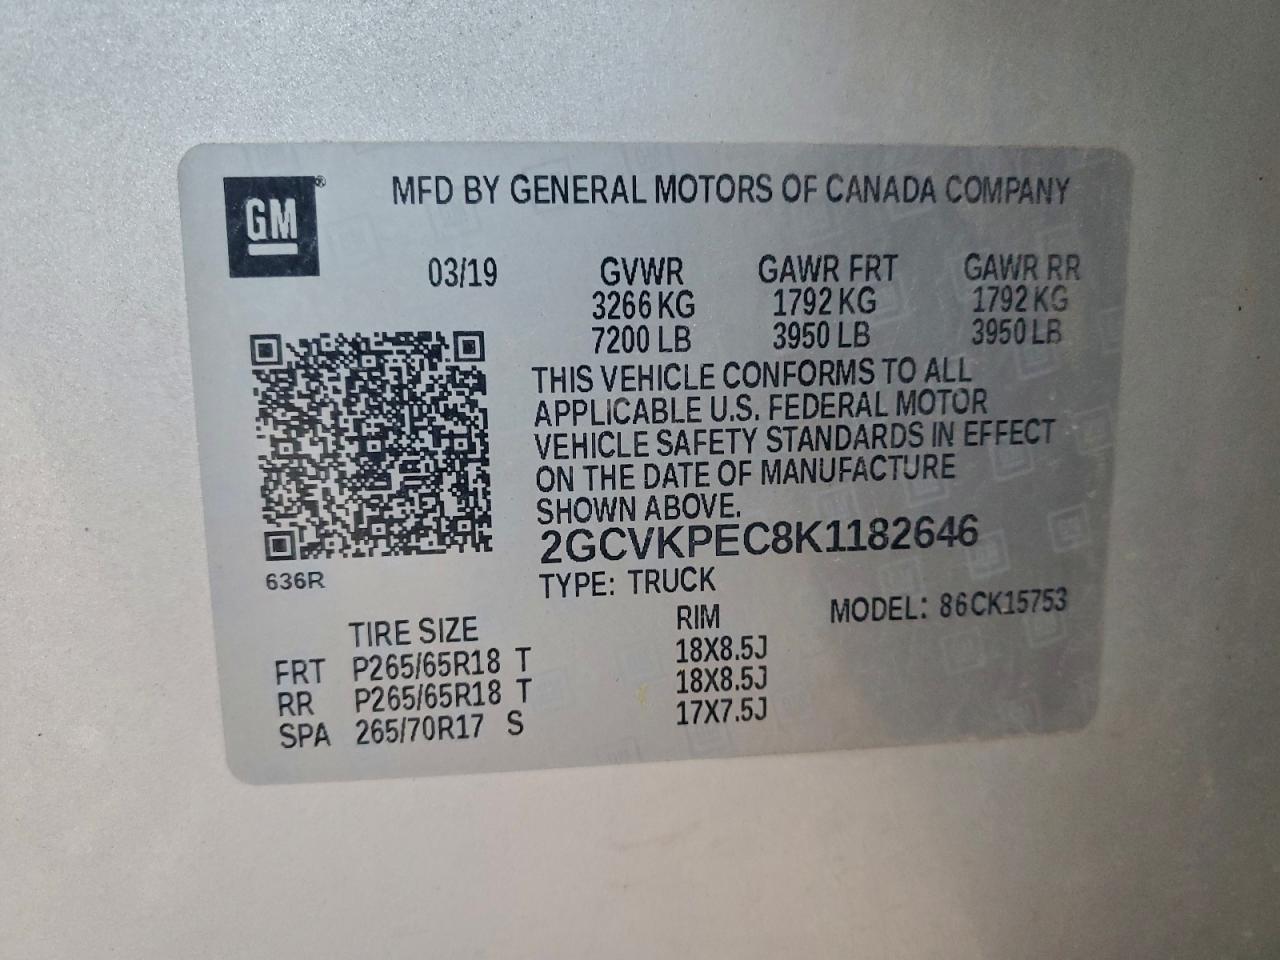 GM®
MFD BY GENERAL MOTORS OF CANADA COMPANY
03/19 GVWR GAWR FRT GAWR RR
3266 KG 1792 KG 1792 KG
7200 LB 3950 LB 3950 LB
THIS VEHICLE CONFORMS TO ALL
APPLICABLE U.S. FEDERAL MOTOR
VEHICLE SAFETY STANDARDS IN EFFECT
ON THE DATE OF MANUFACTURE
SHOWN ABOVE.
2GCVKPEC8K1182646
636R
TYPE: TRUCK
MODEL: 86CK15753
TIRE SIZE RIM
FRT P265/65R18 T 18X8.5J
RR P265/65R18 T 18X8.5J
SPA 265/70R17 S 17X7.5J